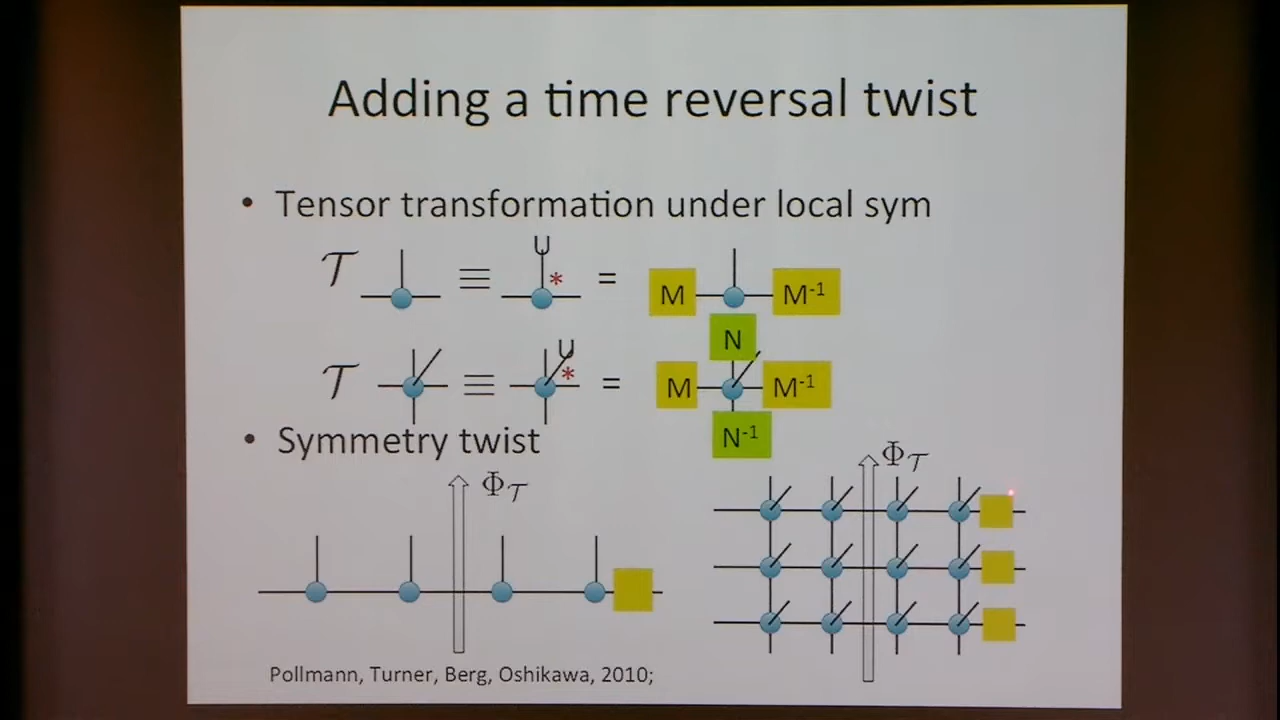 Adding a time reversal twist
• Tensor transformation under local sym
𝒯 ≡ U * = M M⁻¹
N
𝒯 ≡ U * = M M⁻¹
N⁻¹
• Symmetry twist
Φ𝒯
Φ𝒯
Pollmann, Turner, Berg, Oshikawa, 2010;